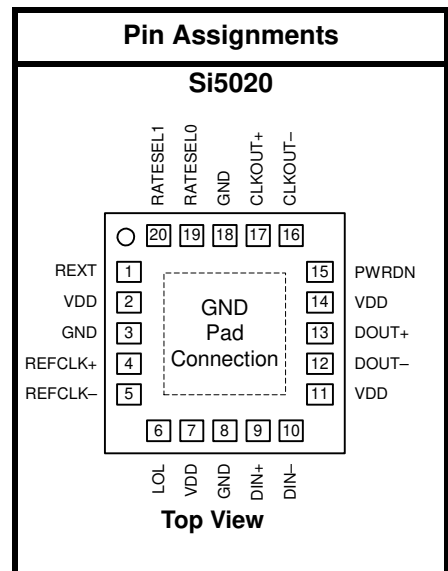 Pin Assignments
Si5020
RATESEL1
RATESEL0
GND
CLKOUT+
CLKOUT–
20 19 18 17 16
REXT 1
VDD 2
GND 3
REFCLK+ 4
REFCLK– 5
GND
Pad
Connection
15 PWRDN
14 VDD
13 DOUT+
12 DOUT–
11 VDD
6 7 8 9 10
LOL
VDD
GND
DIN+
DIN–
Top View